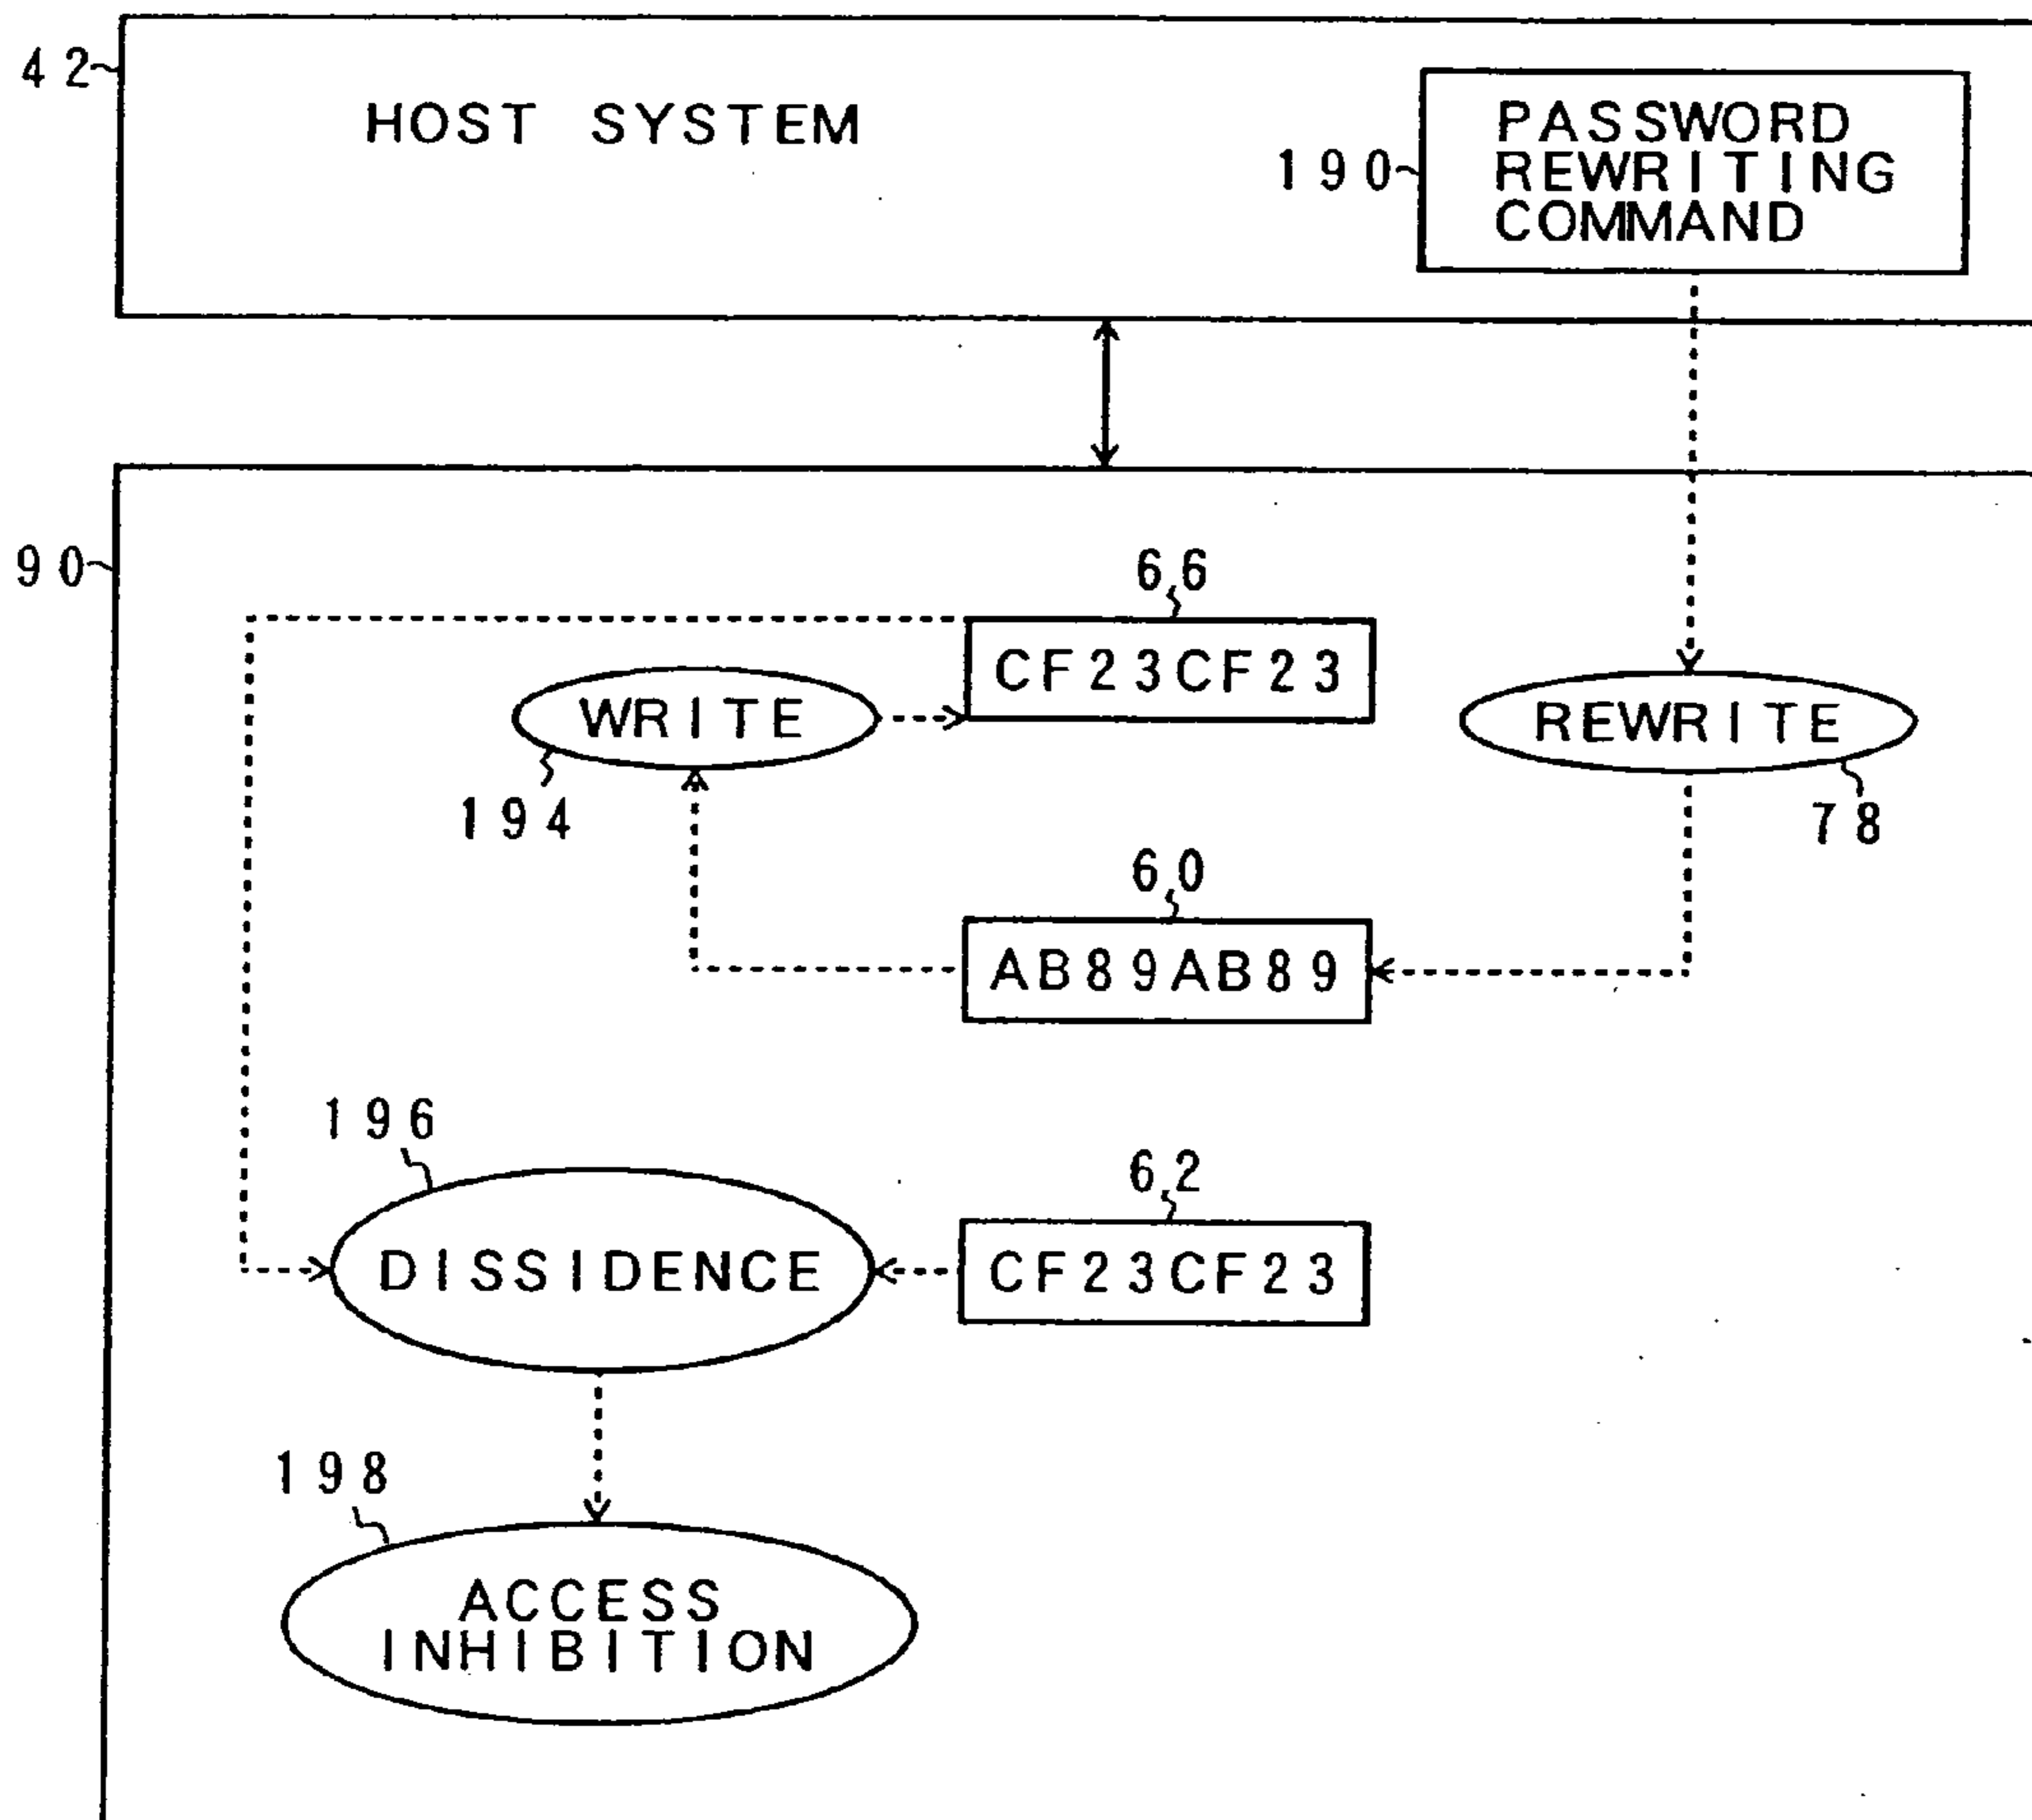 42
HOST SYSTEM
PASSWORD
REWRITING
COMMAND
190
90
66
CF23CF23
WRITE
REWRITE
194
78
60
AB89AB89
196
62
DISSIDENCE
CF23CF23
198
ACCESS
INHIBITION